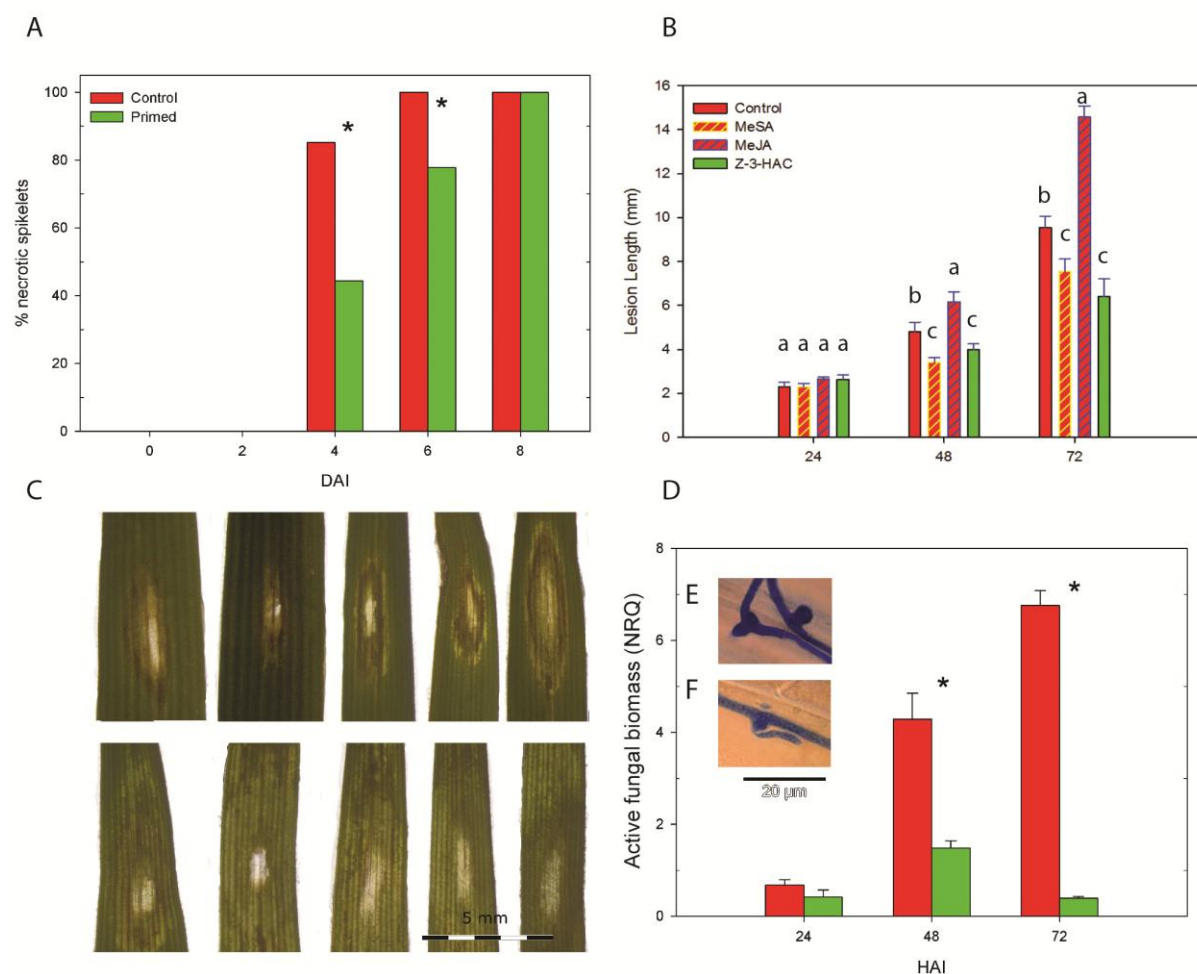 A
100
80
60
40
20
0
% necrotic spikelets
Control
Primed
*
*
0 2 4 6 8
DAI
B
16
14
12
10
8
6
4
2
0
Lesion Length (mm)
Control
MeSA
MeJA
Z-3-HAC
a a a a
b c a c
b c a c
24 48 72
C
5 mm
D
8
6
4
2
0
Active fungal biomass (NRQ)
E
F
20 µm
*
*
24 48 72
HAI